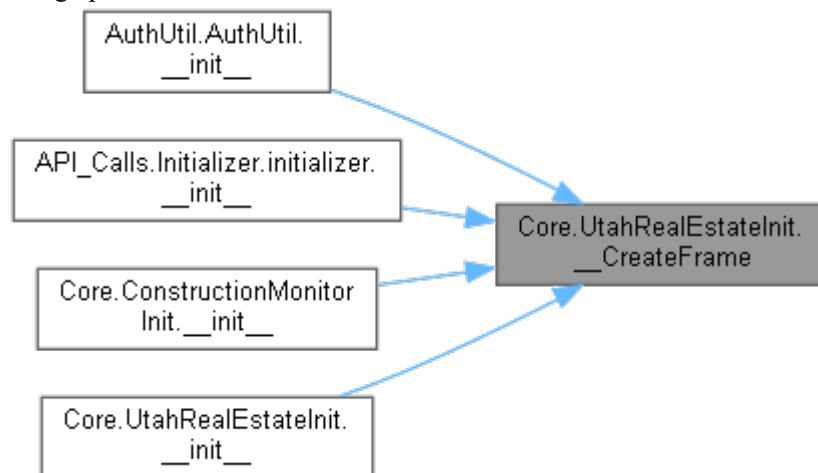 AuthUtil.AuthUtil.
__init__
API_Calls.Initializer.initializer.
__init__
Core.UtahRealEstateInit.
__CreateFrame
Core.ConstructionMonitor
Init.__init__
Core.UtahRealEstateInit.
__init__